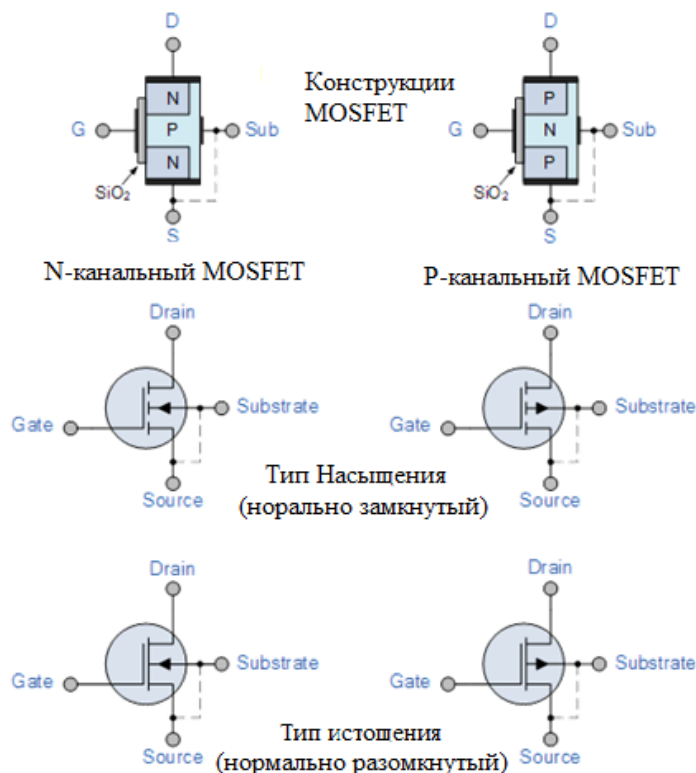 D
D
Конструкции
MOSFET
N
P
N
G
Sub
SiO₂
S
P
N
P
G
Sub
SiO₂
S
N-канальный MOSFET
P-канальный MOSFET
Drain
Drain
Gate
Substrate
Gate
Substrate
Source
Source
Тип Насыщения
(норально замкнутый)
Drain
Drain
Gate
Substrate
Gate
Substrate
Source
Source
Тип истошения
(нормально разомкнутый)